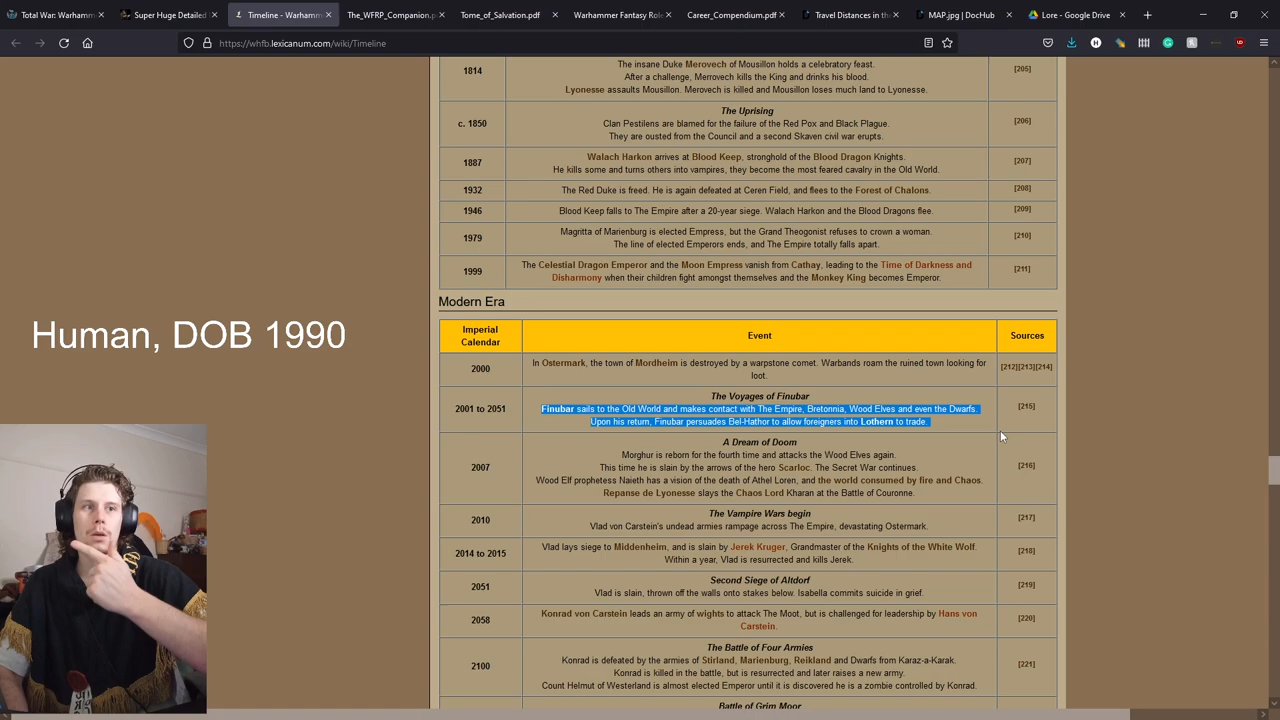 Total War: Warhamm
Super Huge Detailed
Timeline - Warhamm
The_WFRP_Companion.p
Tome_of_Salvation.pdf
Warhammer Fantasy Role
Career_Compendium.pdf
Travel Distances in the
MAP.jpg | DocHub
Lore - Google Drive
https://whfb.lexicanum.com/wiki/Timeline
1814
The insane Duke Merovech of Mousillon holds a celebratory feast.
After a challenge, Merrovech kills the King and drinks his blood.
Lyonesse assaults Mousillon. Merovech is killed and Mousillon loses much land to Lyonesse.
[205]
c. 1850
The Uprising
Clan Pestilens are blamed for the failure of the Red Pox and Black Plague.
They are ousted from the Council and a second Skaven civil war erupts.
[206]
1887
Walach Harkon arrives at Blood Keep, stronghold of the Blood Dragon Knights.
He kills some and turns others into vampires, they become the most feared cavalry in the Old World.
[207]
1932
The Red Duke is freed. He is again defeated at Ceren Field, and flees to the Forest of Chalons.
[208]
1946
Blood Keep falls to The Empire after a 20-year siege. Walach Harkon and the Blood Dragons flee.
[209]
1979
Magritta of Marienburg is elected Empress, but the Grand Theogonist refuses to crown a woman.
The line of elected Emperors ends, and The Empire totally falls apart.
[210]
1999
The Celestial Dragon Emperor and the Moon Empress vanish from Cathay, leading to the Time of Darkness and
Disharmony when their children fight amongst themselves and the Monkey King becomes Emperor.
[211]
Modern Era
Human, DOB 1990
Imperial
Calendar
Event
Sources
2000
In Ostermark, the town of Mordheim is destroyed by a warpstone comet. Warbands roam the ruined town looking for
loot.
[212][213][214]
2001 to 2051
The Voyages of Finubar
Finubar sails to the Old World and makes contact with The Empire, Bretonnia, Wood Elves and even the Dwarfs.
Upon his return, Finubar persuades Bel-Hathor to allow foreigners into Lothern to trade.
[215]
2007
A Dream of Doom
Morghur is reborn for the fourth time and attacks the Wood Elves again.
This time he is slain by the arrows of the hero Scarloc. The Secret War continues.
Wood Elf prophetess Naieth has a vision of the death of Athel Loren, and the world consumed by fire and Chaos.
Repanse de Lyonesse slays the Chaos Lord Kharan at the Battle of Couronne.
[216]
2010
The Vampire Wars begin
Vlad von Carstein's undead armies rampage across The Empire, devastating Ostermark.
[217]
2014 to 2015
Vlad lays siege to Middenheim, and is slain by Jerek Kruger, Grandmaster of the Knights of the White Wolf.
Within a year, Vlad is resurrected and kills Jerek.
[218]
2051
Second Siege of Altdorf
Vlad is slain, thrown off the walls onto stakes below. Isabella commits suicide in grief.
[219]
2058
Konrad von Carstein leads an army of wights to attack The Moot, but is challenged for leadership by Hans von
Carstein.
[220]
2100
The Battle of Four Armies
Konrad is defeated by the armies of Stirland, Marienburg, Reikland and Dwarfs from Karaz-a-Karak.
Konrad is killed in the battle, but is resurrected and later raises a new army.
Count Helmut of Westerland is almost elected Emperor until it is discovered he is a zombie controlled by Konrad.
[221]
Battle of Grim Moor